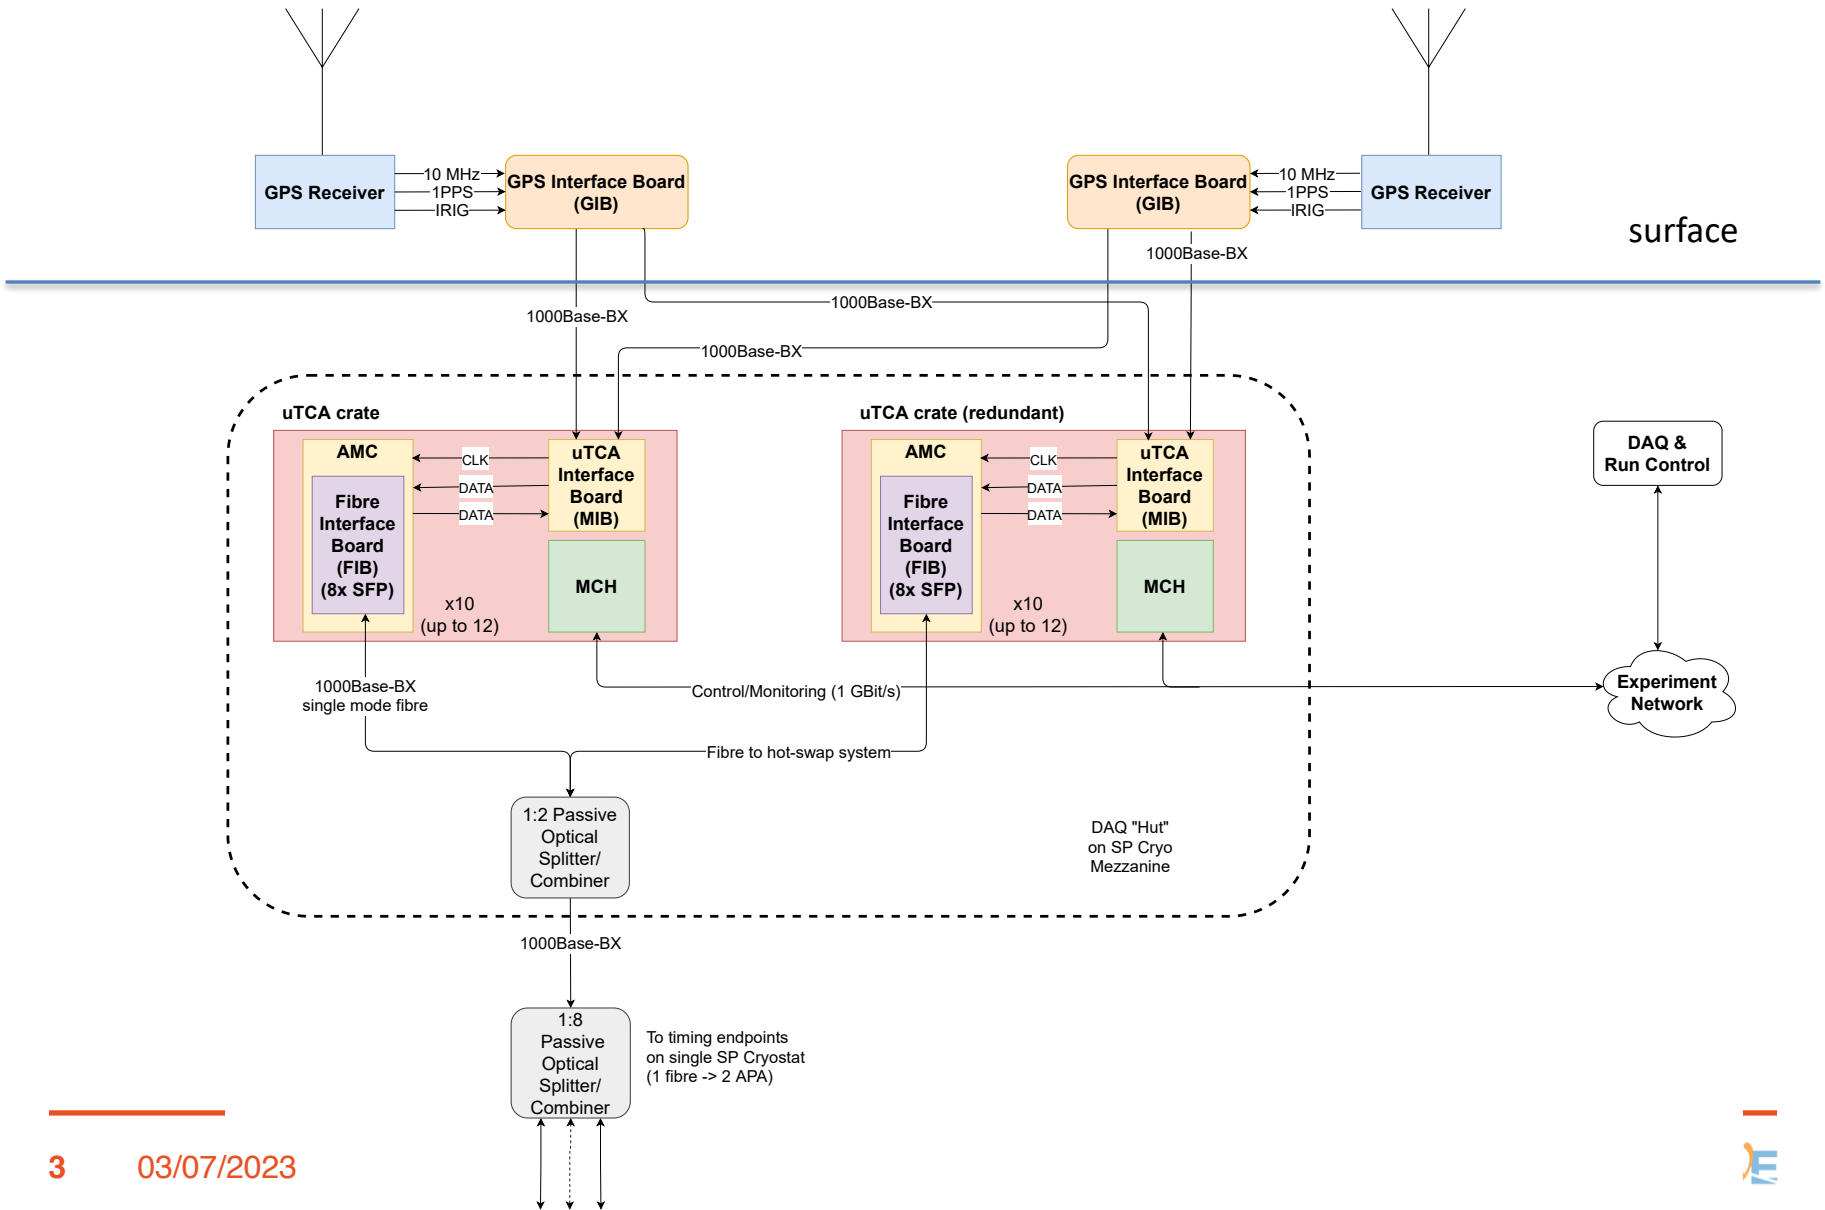 GPS Receiver
10 MHz
1PPS
IRIG
GPS Interface Board
(GIB)
GPS Interface Board
(GIB)
10 MHz
1PPS
IRIG
GPS Receiver
surface
1000Base-BX
1000Base-BX
1000Base-BX
1000Base-BX
uTCA crate
AMC
Fibre
Interface
Board
(FIB)
(8x SFP)
CLK
DATA
DATA
uTCA
Interface
Board
(MIB)
MCH
x10
(up to 12)
uTCA crate (redundant)
AMC
Fibre
Interface
Board
(FIB)
(8x SFP)
CLK
DATA
DATA
uTCA
Interface
Board
(MIB)
MCH
x10
(up to 12)
DAQ &
Run Control
Experiment
Network
1000Base-BX
single mode fibre
Control/Monitoring (1 GBit/s)
Fibre to hot-swap system
1:2 Passive
Optical
Splitter/
Combiner
DAQ "Hut"
on SP Cryo
Mezzanine
1000Base-BX
1:8
Passive
Optical
Splitter/
Combiner
To timing endpoints
on single SP Cryostat
(1 fibre -> 2 APA)
3
03/07/2023